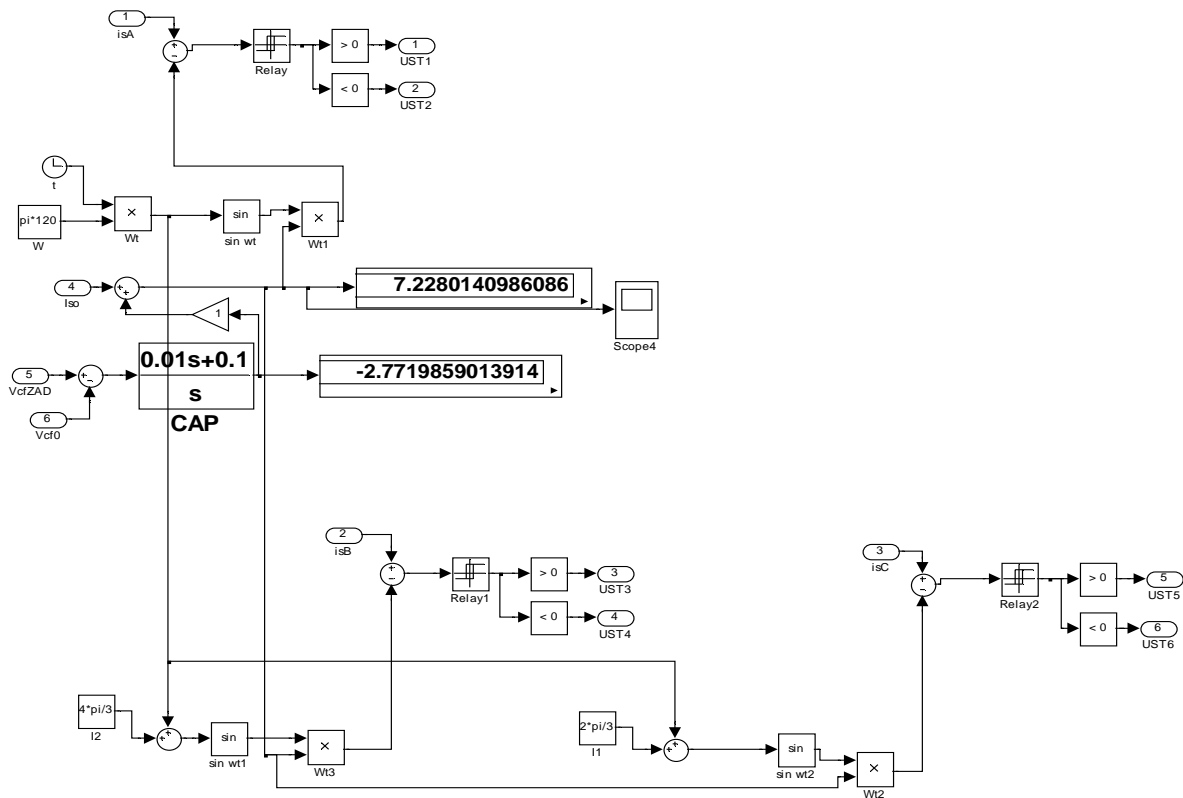 1
isA
+
-
Relay
> 0
1
UST1
< 0
2
UST2
t
pi*120
W
×
Wt
sin
sin wt
×
Wt1
4
Iso
+
+
7.2280140986086
1
Scope4
5
VcfZAD
+
-
6
Vcf0
0.01s+0.1
s
CAP
-2.7719859013914
2
isB
+
-
Relay1
> 0
3
UST3
< 0
4
UST4
3
isC
+
-
Relay2
> 0
5
UST5
< 0
6
UST6
4*pi/3
I2
+
+
sin
sin wt1
×
Wt3
2*pi/3
I1
+
+
sin
sin wt2
×
Wt2